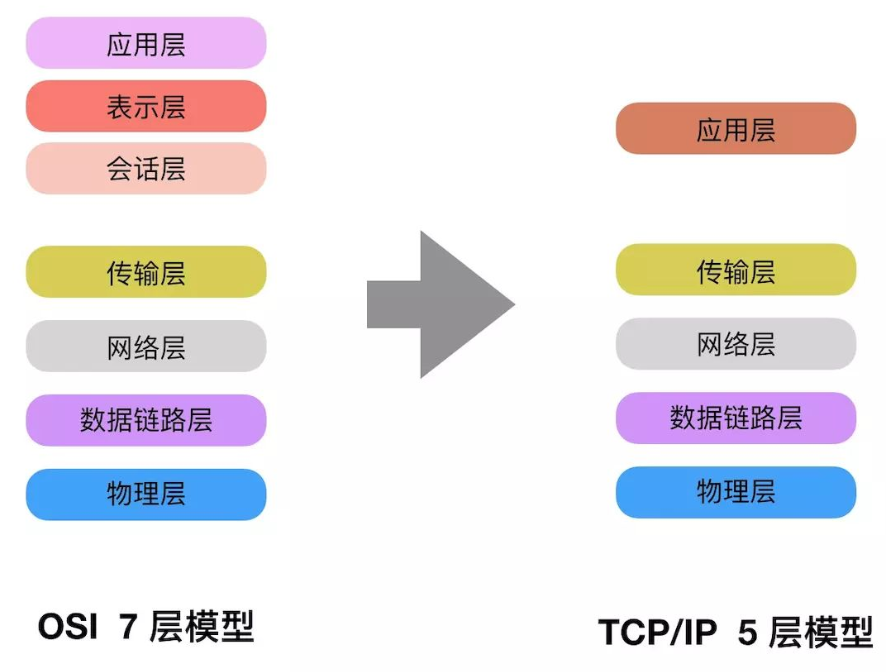 应用层
表示层
会话层
传输层
网络层
数据链路层
物理层
OSI 7 层模型
应用层
传输层
网络层
数据链路层
物理层
TCP/IP 5 层模型